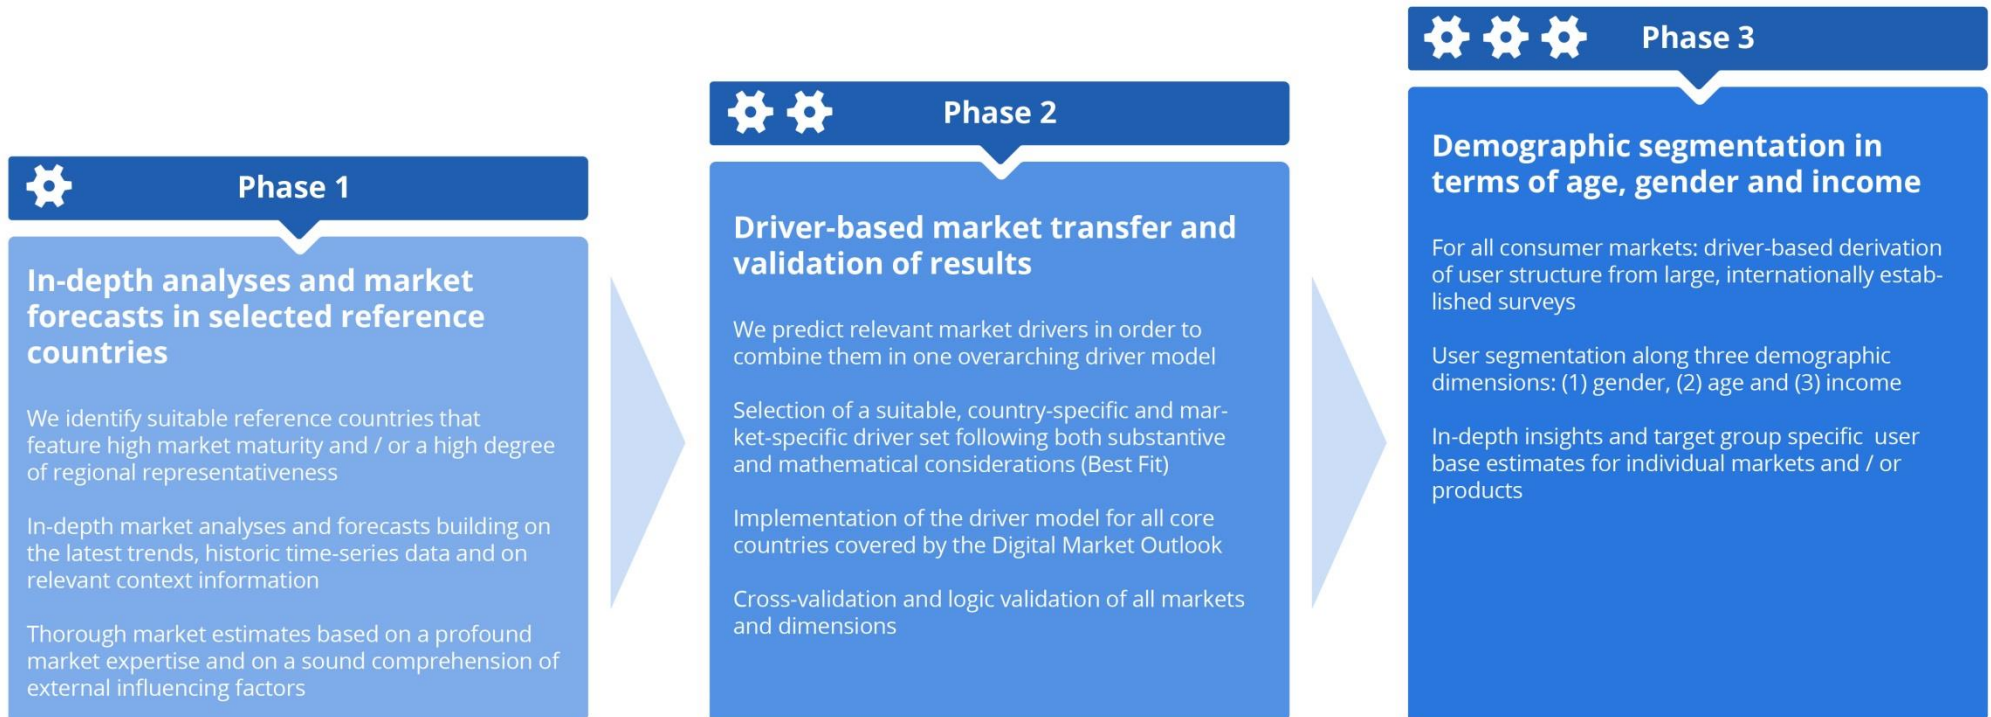 Phase 1
In-depth analyses and market
forecasts in selected reference
countries
We identify suitable reference countries that
feature high market maturity and / or a high degree
of regional representativeness
In-depth market analyses and forecasts building on
the latest trends, historic time-series data and on
relevant context information
Thorough market estimates based on a profound
market expertise and on a sound comprehension of
external influencing factors
Phase 2
Driver-based market transfer and
validation of results
We predict relevant market drivers in order to
combine them in one overarching driver model
Selection of a suitable, country-specific and mar-
ket-specific driver set following both substantive
and mathematical considerations (Best Fit)
Implementation of the driver model for all core
countries covered by the Digital Market Outlook
Cross-validation and logic validation of all markets
and dimensions
Phase 3
Demographic segmentation in
terms of age, gender and income
For all consumer markets: driver-based derivation
of user structure from large, internationally estab-
lished surveys
User segmentation along three demographic
dimensions: (1) gender, (2) age and (3) income
In-depth insights and target group specific  user
base estimates for individual markets and / or
products